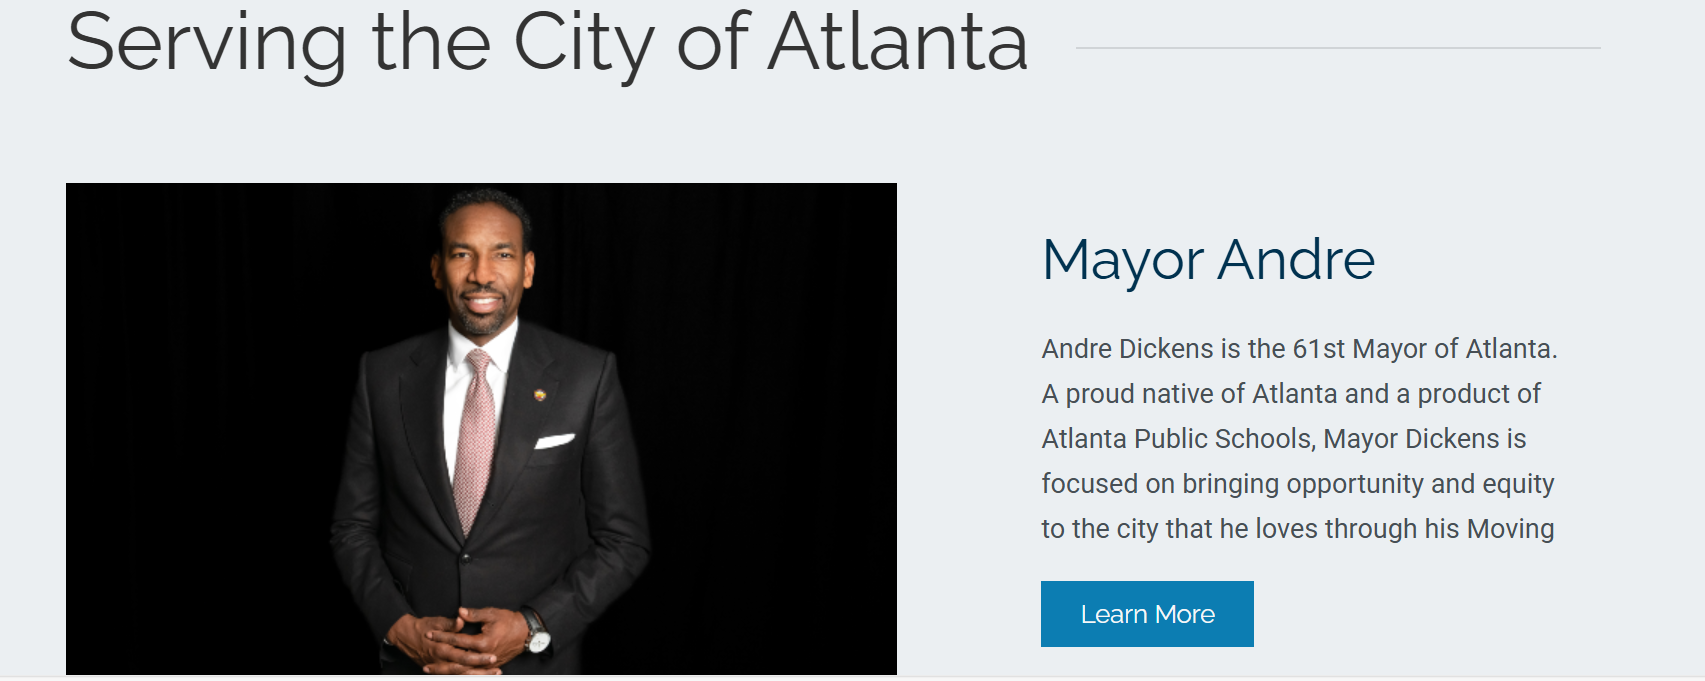 Serving the City of Atlanta
Mayor Andre
Andre Dickens is the 61st Mayor of Atlanta.
A proud native of Atlanta and a product of
Atlanta Public Schools, Mayor Dickens is
focused on bringing opportunity and equity
to the city that he loves through his Moving
Learn More